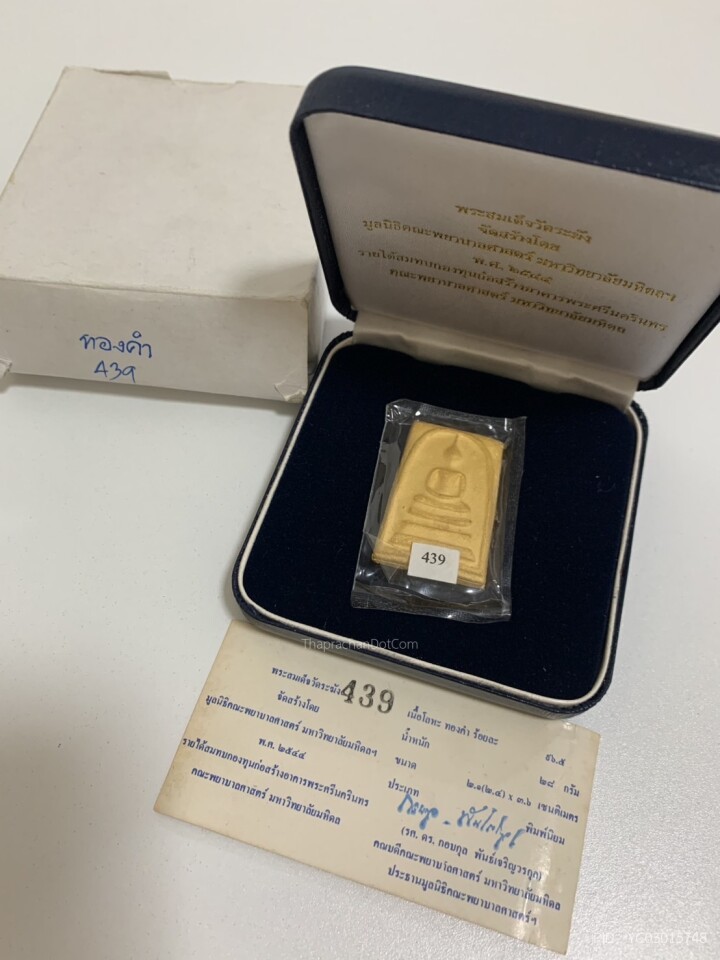 พระสมเด็จวัดระฆัง
จัดสร้างโดย
มูลนิธิคณะพยาบาลศาสตร์ มหาวิทยาลัยมหิดลฯ
พ.ศ. ๒๕๔๔
รายได้สมทบกองทุนก่อสร้างอาคารพระศรีนครินทร
คณะพยาบาลศาสตร์ มหาวิทยาลัยมหิดล
ทองคำ
439
439
ThaprachanDotCom
พระสมเด็จวัดระฆัง
จัดสร้างโดย
มูลนิธิคณะพยาบาลศาสตร์ มหาวิทยาลัยมหิดลฯ
พ.ศ. ๒๕๔๔
รายได้สมทบกองทุนก่อสร้างอาคารพระศรีนครินทร
คณะพยาบาลศาสตร์ มหาวิทยาลัยมหิดล
439
เนื้อโลหะ ทองคำ ร้อยละ ๙๖.๕
น้ำหนัก ๒๘ กรัม
ขนาด ๒.๑(๒.๔) x ๓.๖ เซนติเมตร
ประเภท พิมพ์นิยม
(รศ. ดร. กอบกุล พันธ์เจริญวรกุล)
คณบดีคณะพยาบาลศาสตร์ มหาวิทยาลัยมหิดล
ประธานมูลนิธิคณะพยาบาลศาสตร์ฯ